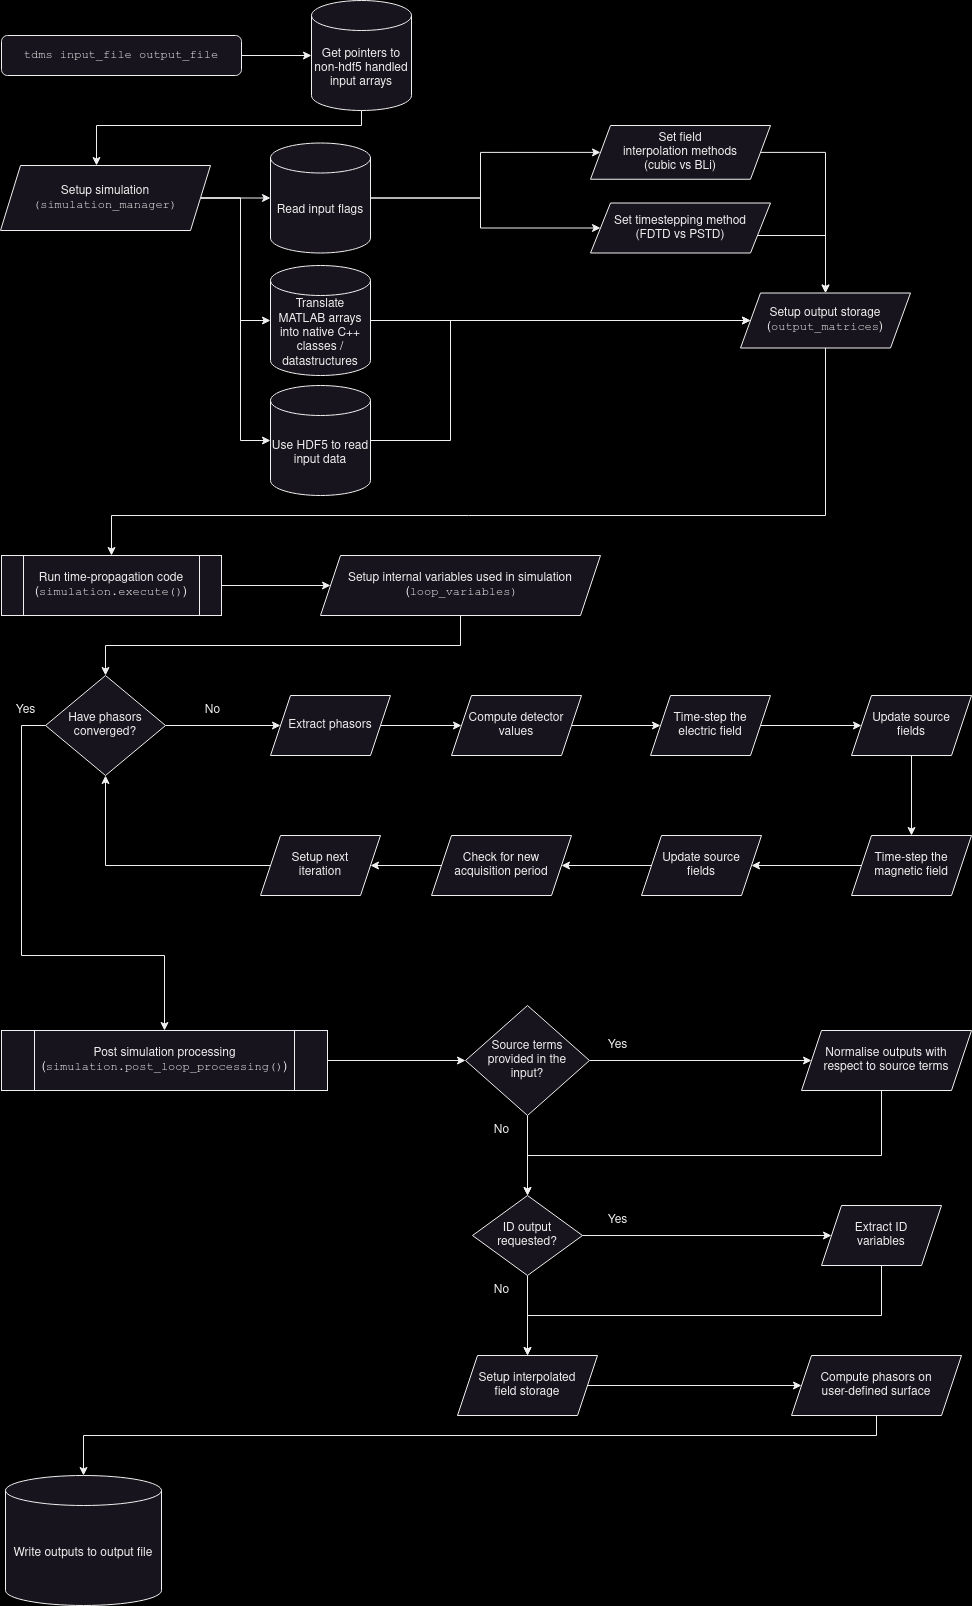 tdms input_file output_file
Get pointers to
non-hdf5 handled
input arrays
Setup simulation
(simulation_manager)
Read input flags
Set field
interpolation methods
(cubic vs BLi)
Set timestepping method
(FDTD vs PSTD)
Translate
MATLAB arrays
into native C++
classes /
datastructures
Setup output storage
(output_matrices)
Use HDF5 to read
input data
Run time-propagation code
(simulation.execute())
Setup internal variables used in simulation
(loop_variables)
Yes
Have phasors
converged?
No
Extract phasors
Compute detector
values
Time-step the
electric field
Update source
fields
Time-step the
magnetic field
Update source
fields
Check for new
acquisition period
Setup next
iteration
Post simulation processing
(simulation.post_loop_processing())
Source terms
provided in the
input?
Yes
Normalise outputs with
respect to source terms
No
ID output
requested?
Yes
Extract ID
variables
No
Setup interpolated
field storage
Compute phasors on
user-defined surface
Write outputs to output file